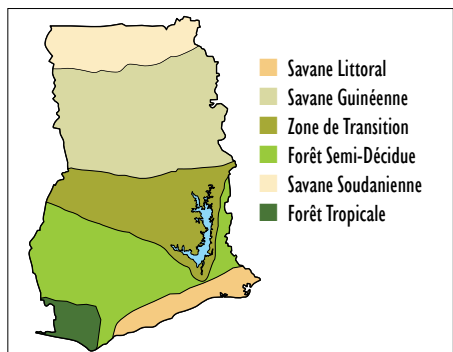 Savane Littoral
Savane Guinéenne
Zone de Transition
Forêt Semi-Décidue
Savane Soudanienne
Forêt Tropicale